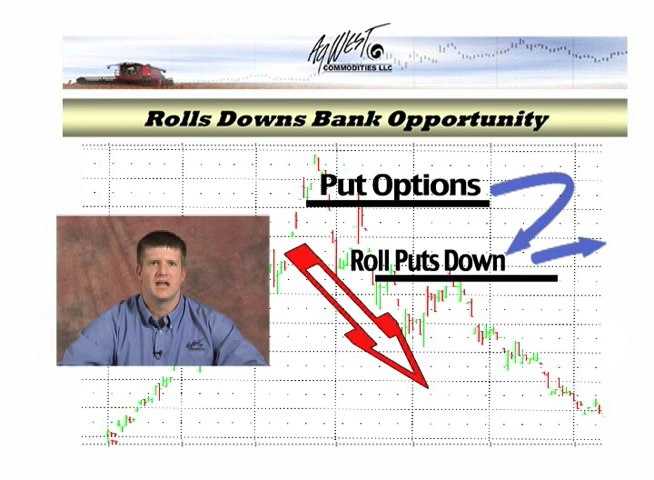 AgWest
COMMODITIES LLC
Rolls Downs Bank Opportunity
Put Options
Roll Puts Down